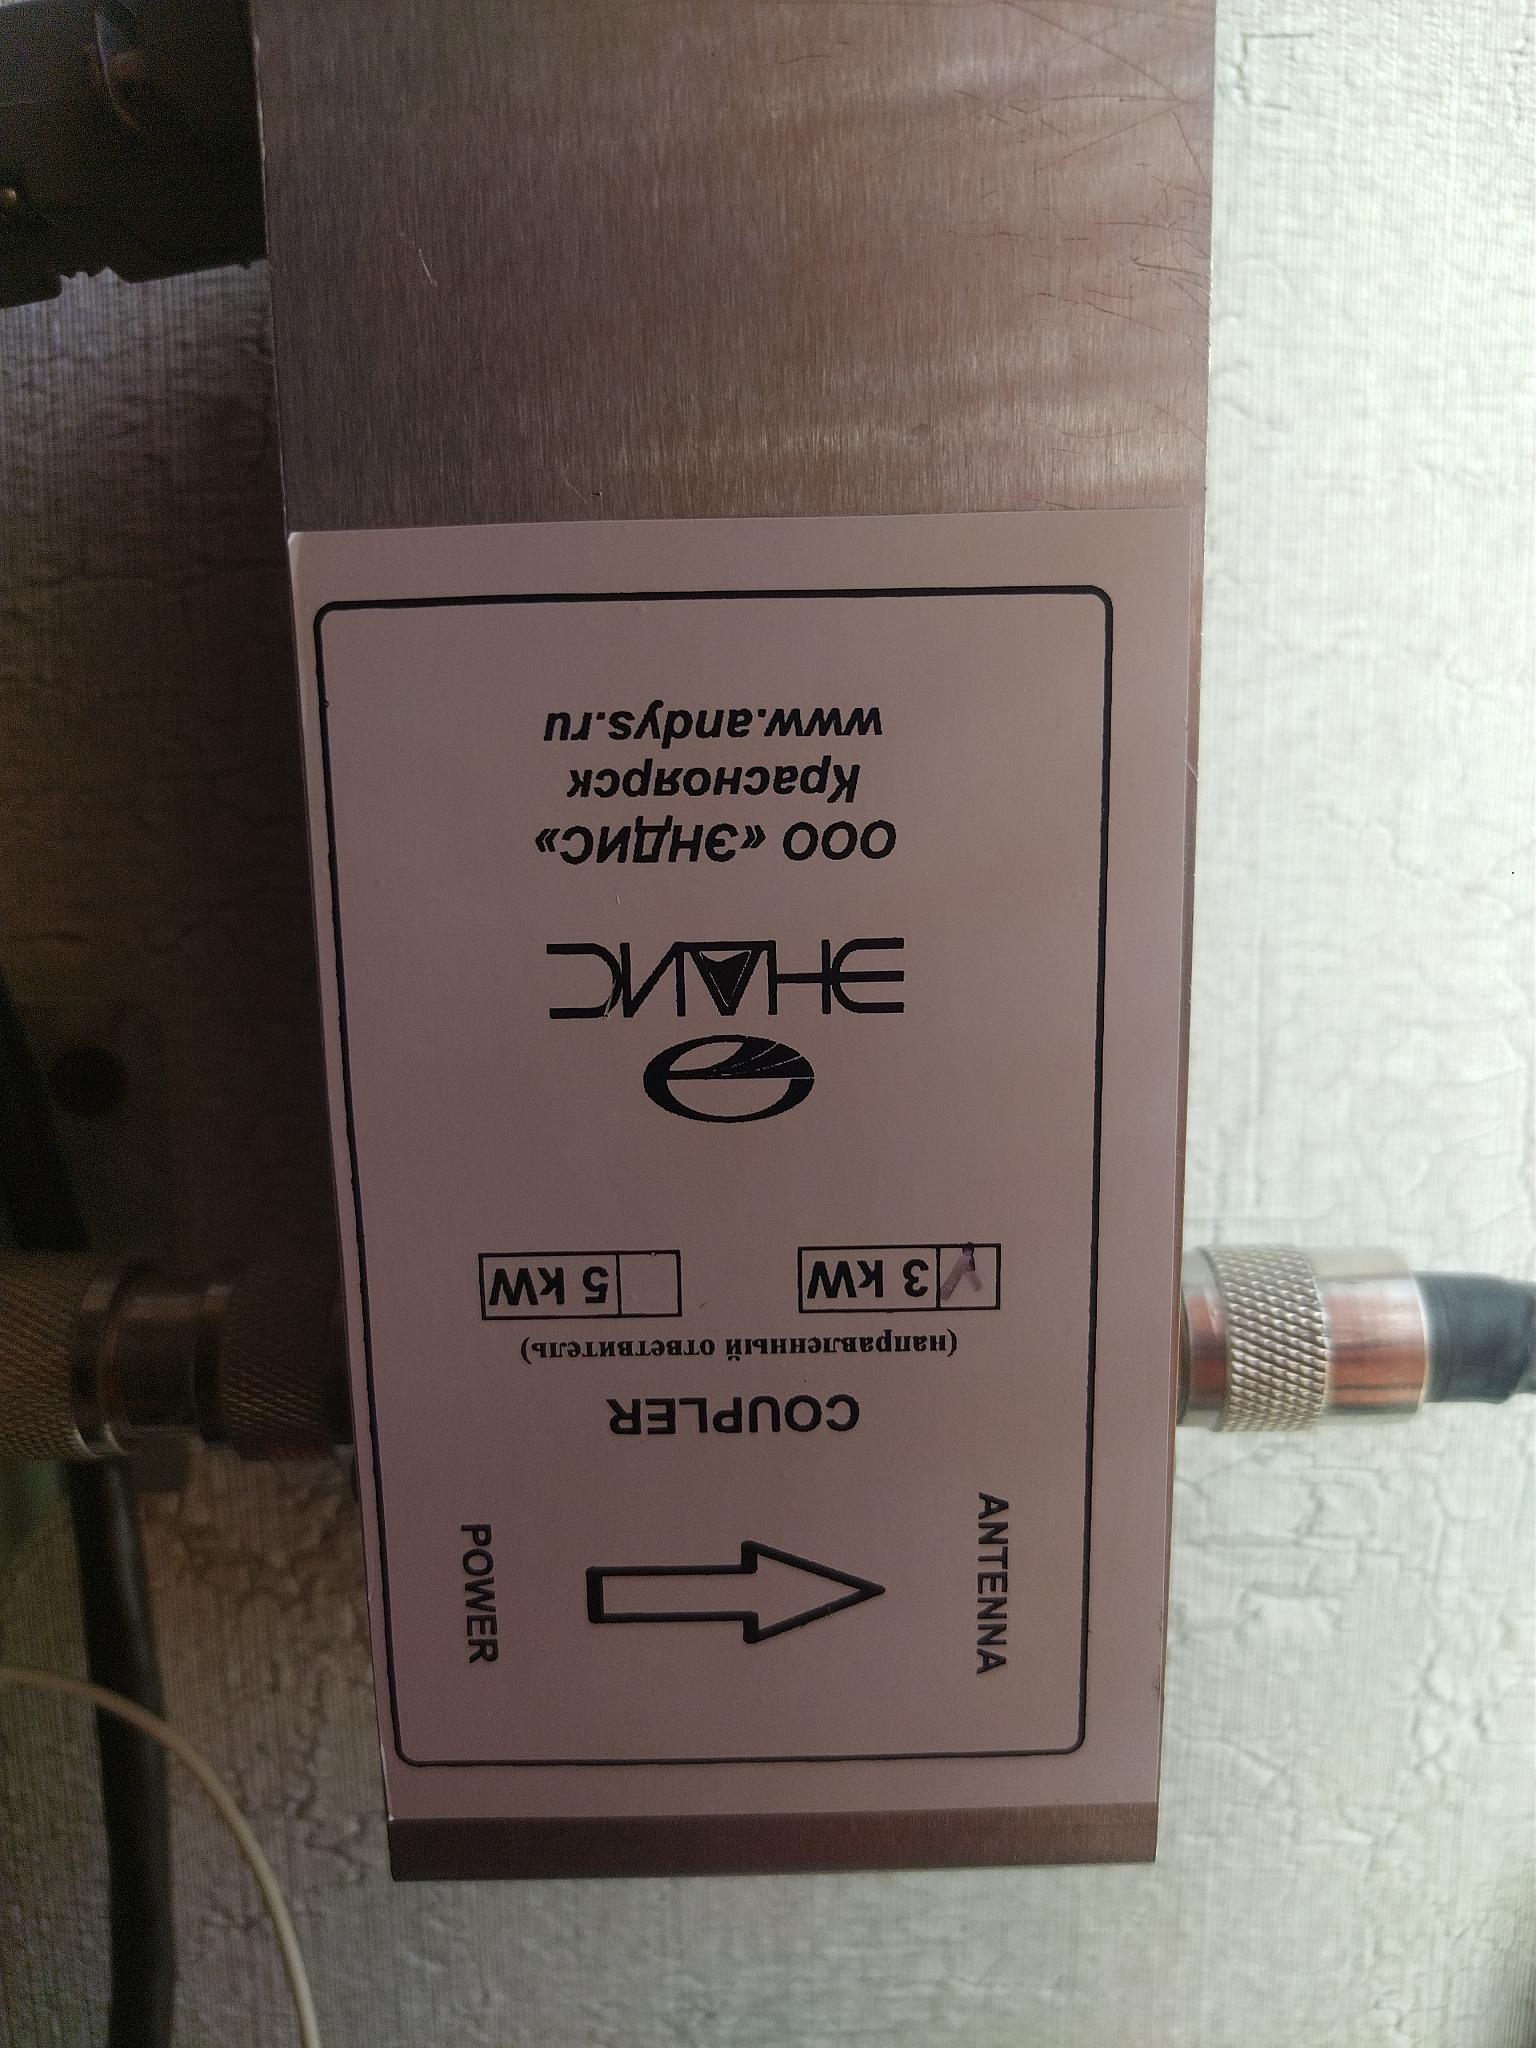 POWER
ANTENNA
COUPLER
(направленный ответвитель)
3 kW
5 kW
ЭНДИС
ООО «ЭНДИС»
Красноярск
www.andys.ru